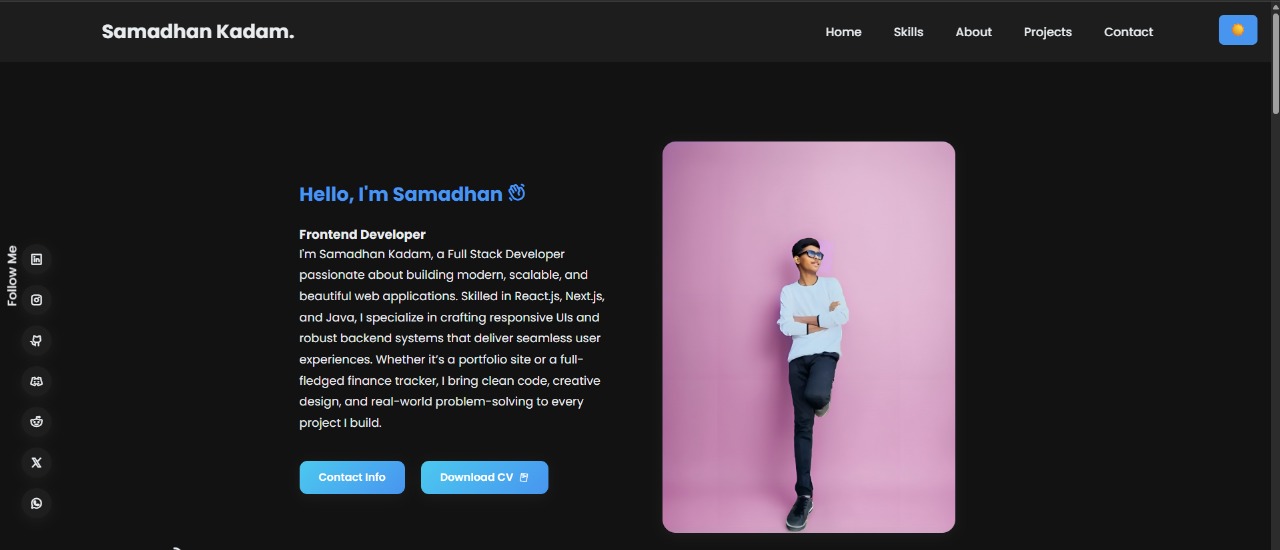 Samadhan Kadam.
Home Skills About Projects Contact
Hello, I'm Samadhan
Frontend Developer
I'm Samadhan Kadam, a Full Stack Developer
passionate about building modern, scalable, and
beautiful web applications. Skilled in React.js, Next.js,
and Java, I specialize in crafting responsive UIs and
robust backend systems that deliver seamless user
experiences. Whether it’s a portfolio site or a full-
fledged finance tracker, I bring clean code, creative
design, and real-world problem-solving to every
project I build.
Contact Info Download CV
Follow Me